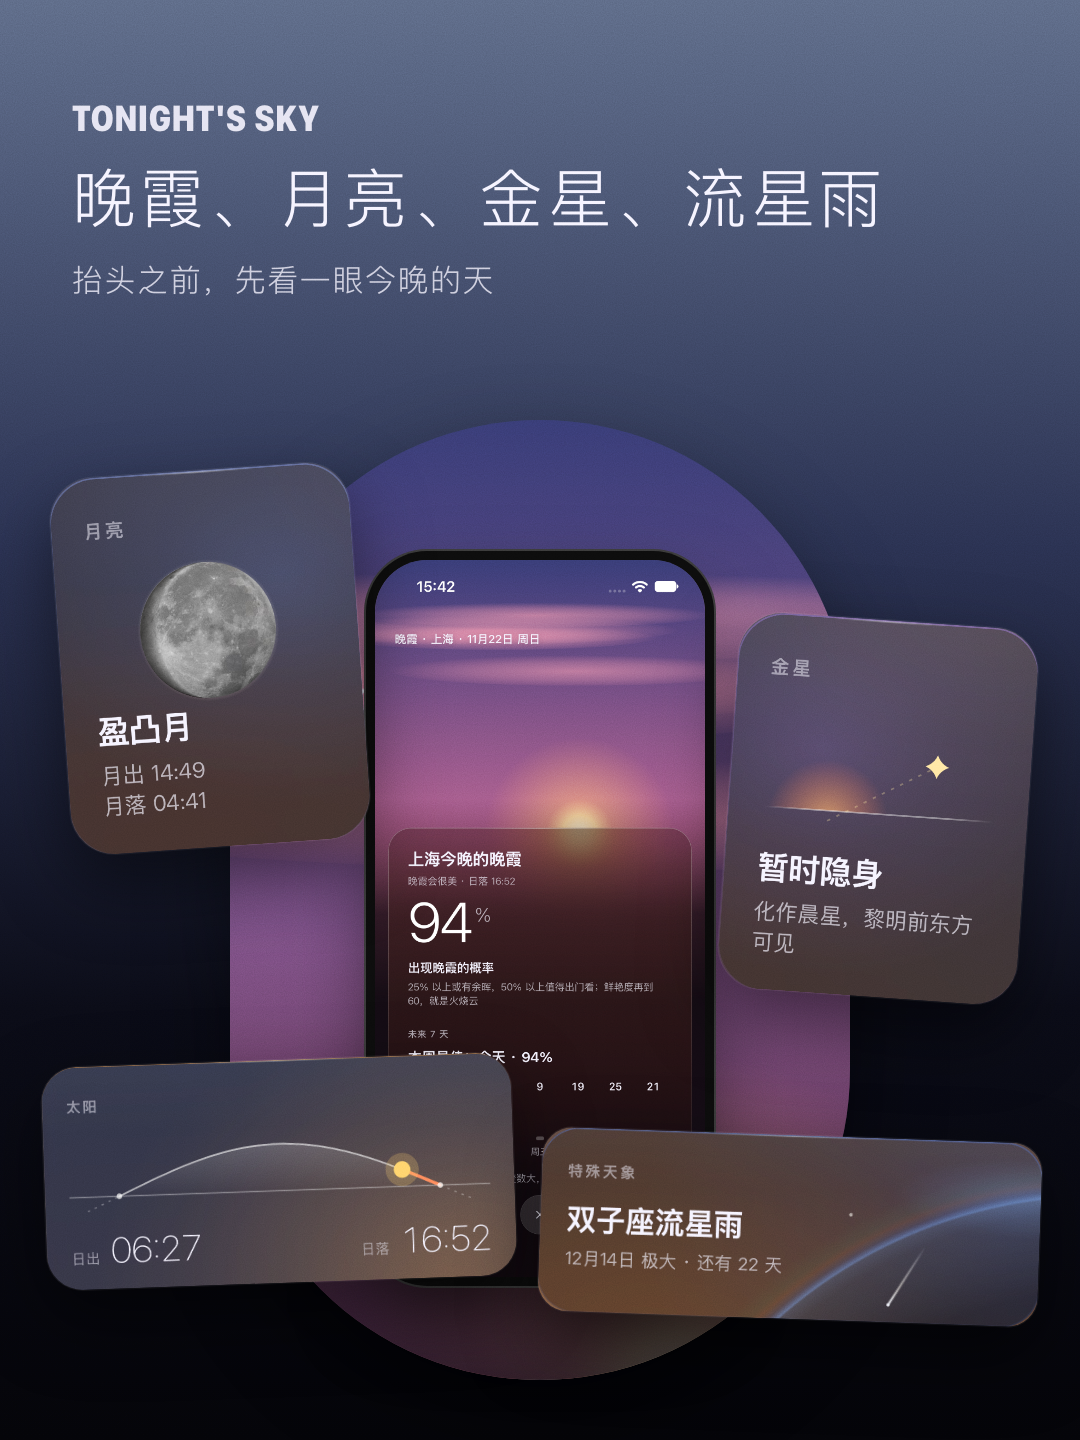 TONIGHT'S SKY
晚霞、月亮、金星、流星雨
抬头之前，先看一眼今晚的天
月亮
盈凸月
月出 14:49
月落 04:41
15:42
晚霞 · 上海 · 11月22日 周日
上海今晚的晚霞
晚霞会很美 · 日落 16:52
94%
出现晚霞的概率
25% 以上或有余晖，50% 以上值得出门看；鲜艳度再到
60，就是火烧云
未来 7 天
今天 · 94%
9 19 25 21
数大，
金星
暂时隐身
化作晨星，黎明前东方
可见
太阳
日出 06:27
日落 16:52
特殊天象
双子座流星雨
12月14日 极大 · 还有 22 天